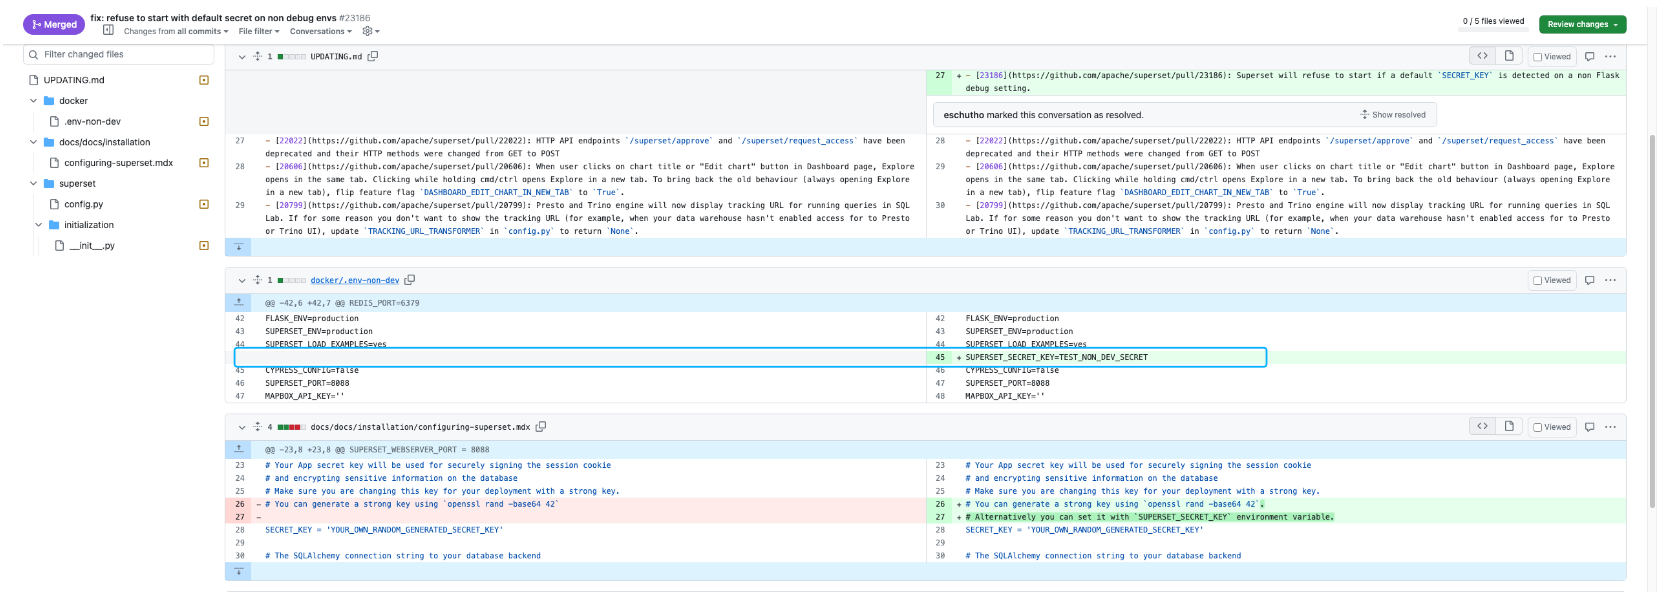 Merged
fix: refuse to start with default secret on non debug envs #23186
Changes from all commits
File filter
Conversations
0 / 5 files viewed
Review changes
Filter changed files
UPDATING.md
docker
.env-non-dev
docs/docs/installation
configuring-superset.mdx
superset
config.py
initialization
__init__.py
1 UPDATING.md
Viewed
27 + - [23186](https://github.com/apache/superset/pull/23186): Superset will refuse to start if a default `SECRET_KEY` is detected on a non Flask
debug setting.
eschutho marked this conversation as resolved.
Show resolved
27 - [22022](https://github.com/apache/superset/pull/22022): HTTP API endpoints `/superset/approve` and `/superset/request_access` have been
deprecated and their HTTP methods were changed from GET to POST
28 - [20606](https://github.com/apache/superset/pull/20606): When user clicks on chart title or "Edit chart" button in Dashboard page, Explore
opens in the same tab. Clicking while holding cmd/ctrl opens Explore in a new tab. To bring back the old behaviour (always opening Explore
in a new tab), flip feature flag `DASHBOARD_EDIT_CHART_IN_NEW_TAB` to `True`.
29 - [20799](https://github.com/apache/superset/pull/20799): Presto and Trino engine will now display tracking URL for running queries in SQL
Lab. If for some reason you don't want to show the tracking URL (for example, when your data warehouse hasn't enabled access for to Presto
or Trino UI), update `TRACKING_URL_TRANSFORMER` in `config.py` to return `None`.
28 - [22022](https://github.com/apache/superset/pull/22022): HTTP API endpoints `/superset/approve` and `/superset/request_access` have been
deprecated and their HTTP methods were changed from GET to POST
29 - [20606](https://github.com/apache/superset/pull/20606): When user clicks on chart title or "Edit chart" button in Dashboard page, Explore
opens in the same tab. Clicking while holding cmd/ctrl opens Explore in a new tab. To bring back the old behaviour (always opening Explore
in a new tab), flip feature flag `DASHBOARD_EDIT_CHART_IN_NEW_TAB` to `True`.
30 - [20799](https://github.com/apache/superset/pull/20799): Presto and Trino engine will now display tracking URL for running queries in SQL
Lab. If for some reason you don't want to show the tracking URL (for example, when your data warehouse hasn't enabled access for to Presto
or Trino UI), update `TRACKING_URL_TRANSFORMER` in `config.py` to return `None`.
1 docker/.env-non-dev
Viewed
@@ -42,6 +42,7 @@ REDIS_PORT=6379
42 FLASK_ENV=production
43 SUPERSET_ENV=production
44 SUPERSET_LOAD_EXAMPLES=yes
45 CYPRESS_CONFIG=false
46 SUPERSET_PORT=8088
47 MAPBOX_API_KEY=''
42 FLASK_ENV=production
43 SUPERSET_ENV=production
44 SUPERSET_LOAD_EXAMPLES=yes
45 + SUPERSET_SECRET_KEY=TEST_NON_DEV_SECRET
46 CYPRESS_CONFIG=false
47 SUPERSET_PORT=8088
48 MAPBOX_API_KEY=''
4 docs/docs/installation/configuring-superset.mdx
Viewed
@@ -23,8 +23,8 @@ SUPERSET_WEBSERVER_PORT = 8088
23 # Your App secret key will be used for securely signing the session cookie
24 # and encrypting sensitive information on the database
25 # Make sure you are changing this key for your deployment with a strong key.
26 - # You can generate a strong key using `openssl rand -base64 42`
27 -
28 SECRET_KEY = 'YOUR_OWN_RANDOM_GENERATED_SECRET_KEY'
29
30 # The SQLAlchemy connection string to your database backend
23 # Your App secret key will be used for securely signing the session cookie
24 # and encrypting sensitive information on the database
25 # Make sure you are changing this key for your deployment with a strong key.
26 + # You can generate a strong key using `openssl rand -base64 42`.
27 + # Alternatively you can set it with `SUPERSET_SECRET_KEY` environment variable.
28 SECRET_KEY = 'YOUR_OWN_RANDOM_GENERATED_SECRET_KEY'
29
30 # The SQLAlchemy connection string to your database backend